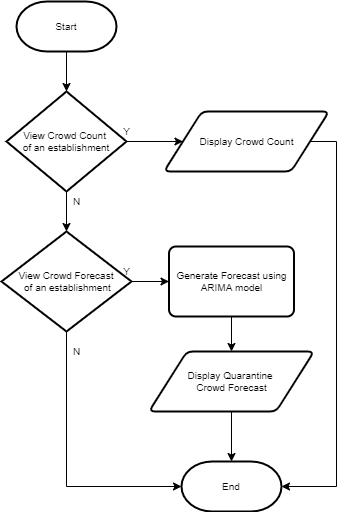 Start
View Crowd Count
of an establishment
Y
Display Crowd Count
N
View Crowd Forecast
of an establishment
Y
Generate Forecast using
ARIMA model
N
Display Quarantine
Crowd Forecast
End